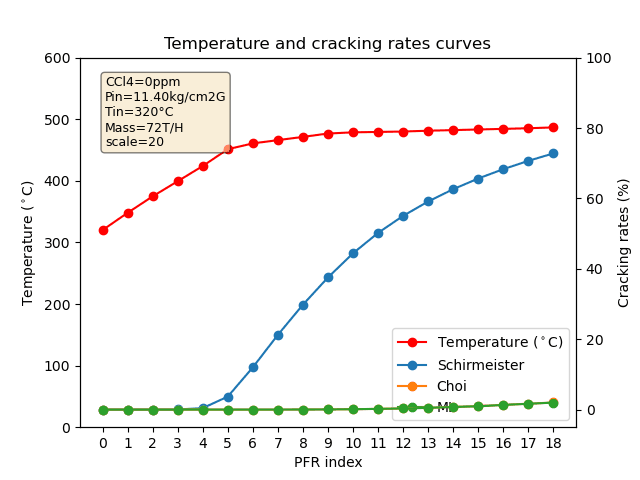 Temperature and cracking rates curves
CCl4=0ppm
Pin=11.40kg/cm2G
Tin=320°C
Mass=72T/H
scale=20
600
500
400
300
200
100
0
Temperature (°C)
100
80
60
40
20
0
Cracking rates (%)
Temperature (°C)
Schirmeister
Choi
0 1 2 3 4 5 6 7 8 9 10 11 12 13 14 15 16 17 18
PFR index